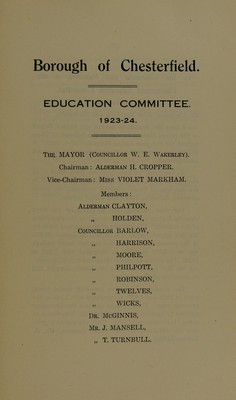 Borough of Chesterfield.
EDUCATION COMMITTEE.
1923-24.
The MAYOR (Councillor W. E. Wakerley).
Chairman: Alderman H. CROPPER.
Vice-Chairman: Miss VIOLET MARKHAM.
Members:
Alderman CLAYTON,
„ HOLDEN,
Councillor BARLOW,
„ HARRISON,
„ MOORE,
„ PHILPOTT,
„ ROBINSON,
„ TWELVES,
„ WICKS,
Dr. McGINNIS,
Mr. J. MANSELL,
„ T. TURNBULL.